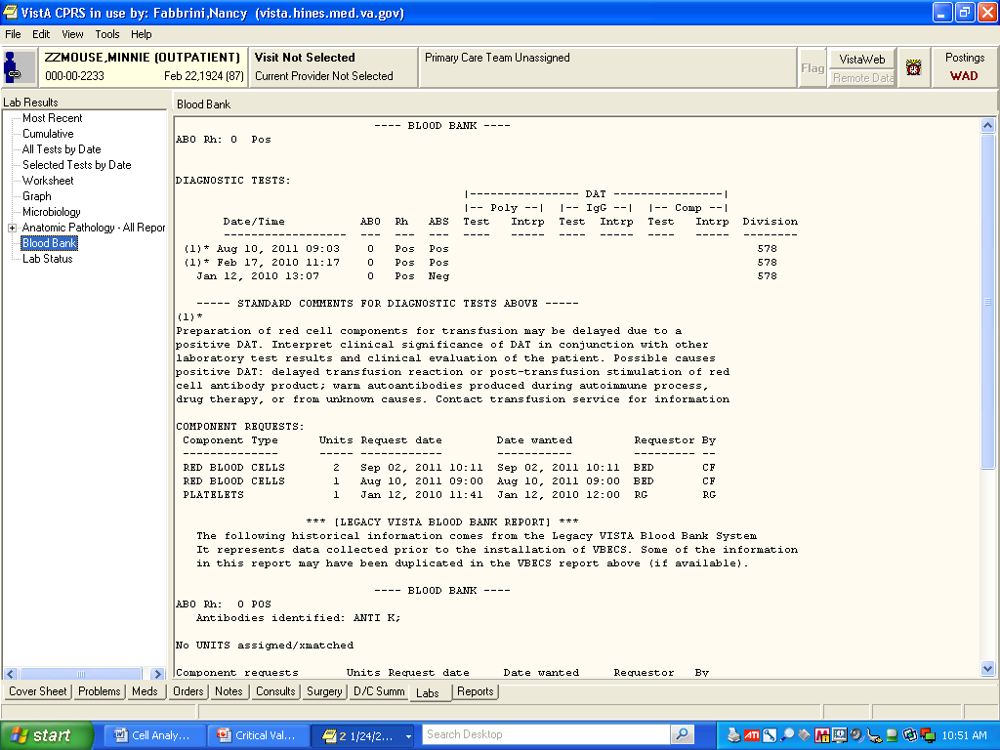 VistA CPRS in use by: Fabbrini,Nancy (vista.hines.med.va.gov)
File Edit View Tools Help
ZZMOUSE,MINNIE (OUTPATIENT)
000-00-2233 Feb 22,1924 (87)
Visit Not Selected
Current Provider Not Selected
Primary Care Team Unassigned
Flag
VistaWeb
Remote Data
Postings
WAD
Lab Results
Most Recent
Cumulative
All Tests by Date
Selected Tests by Date
Worksheet
Graph
Microbiology
Anatomic Pathology - All Repor
Blood Bank
Lab Status
Blood Bank
---- BLOOD BANK ----
ABO Rh: O Pos
DIAGNOSTIC TESTS:
|---------------- DAT ----------------|
|-- Poly --| |-- IgG --| |-- Comp --|
Date/Time ABO Rh ABS Test Intrp Test Intrp Test Intrp Division
------------------ --- --- --- ---- ----- ---- ----- ---- ----- --------
(1)* Aug 10, 2011 09:03 O Pos Pos 578
(1)* Feb 17, 2010 11:17 O Pos Pos 578
Jan 12, 2010 13:07 O Pos Neg 578
----- STANDARD COMMENTS FOR DIAGNOSTIC TESTS ABOVE -----
(1)*
Preparation of red cell components for transfusion may be delayed due to a
positive DAT. Interpret clinical significance of DAT in conjunction with other
laboratory test results and clinical evaluation of the patient. Possible causes
positive DAT: delayed transfusion reaction or post-transfusion stimulation of red
cell antibody product; warm autoantibodies produced during autoimmune process,
drug therapy, or from unknown causes. Contact transfusion service for information
COMPONENT REQUESTS:
Component Type Units Request date Date wanted Requestor By
-------------- ----- ------------ ----------- --------- --
RED BLOOD CELLS 2 Sep 02, 2011 10:11 Sep 02, 2011 10:11 BED CF
RED BLOOD CELLS 1 Aug 10, 2011 09:00 Aug 10, 2011 09:00 BED CF
PLATELETS 1 Jan 12, 2010 11:41 Jan 12, 2010 12:00 RG RG
*** [LEGACY VISTA BLOOD BANK REPORT] ***
The following historical information comes from the Legacy VISTA Blood Bank System
It represents data collected prior to the installation of VBECS. Some of the information
in this report may have been duplicated in the VBECS report above (if available).
---- BLOOD BANK ----
ABO Rh: O POS
Antibodies identified: ANTI K;
No UNITS assigned/xmatched
Component requests Units Request date Date wanted Requestor By
Cover Sheet Problems Meds Orders Notes Consults Surgery D/C Summ Labs Reports
start Cell Analy... Critical Val... 2 1/24/2... Search Desktop ATI 10:51 AM